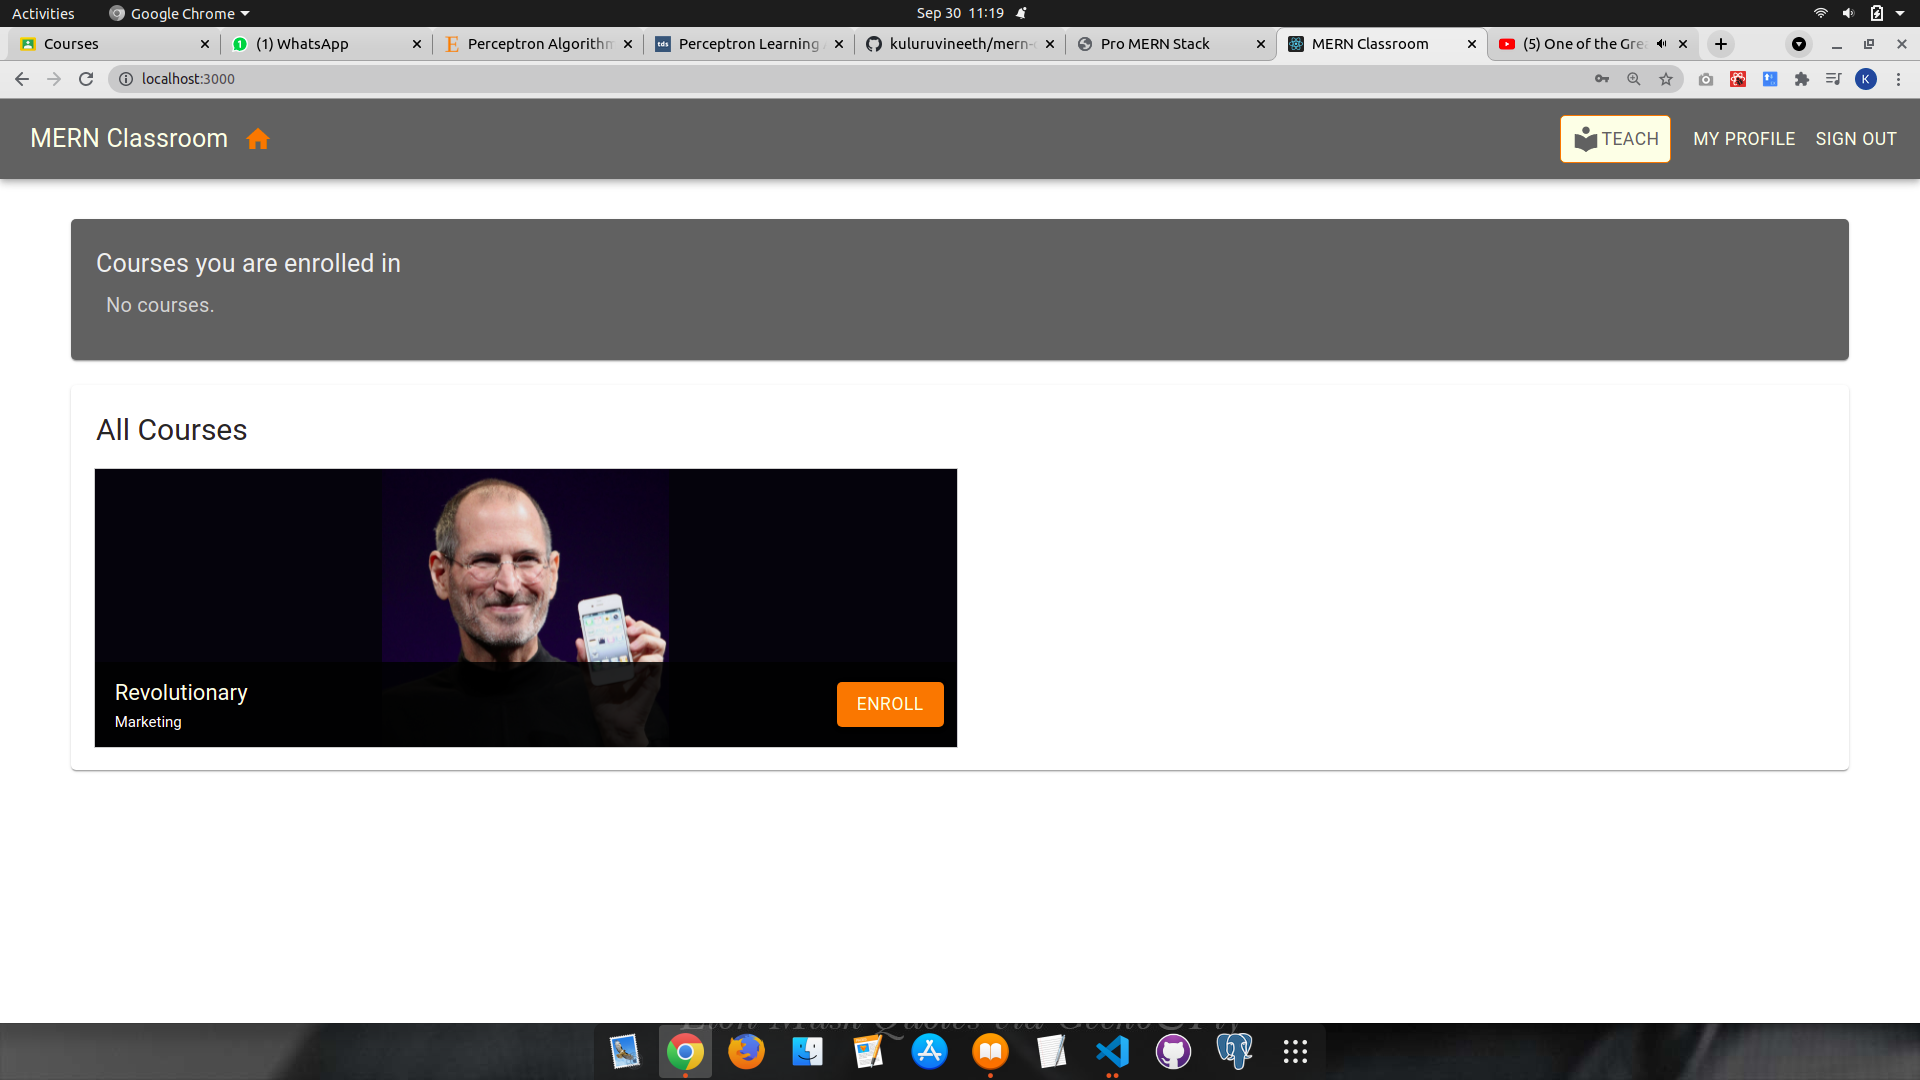 Activities
Google Chrome
Sep 30 11:19
Courses
(1) WhatsApp
Perceptron Algorithm
Perceptron Learning
kuluruvineeth/mern-
Pro MERN Stack
MERN Classroom
(5) One of the Gre
localhost:3000
K
MERN Classroom
TEACH
MY PROFILE
SIGN OUT
Courses you are enrolled in
No courses.
All Courses
Revolutionary
Marketing
ENROLL